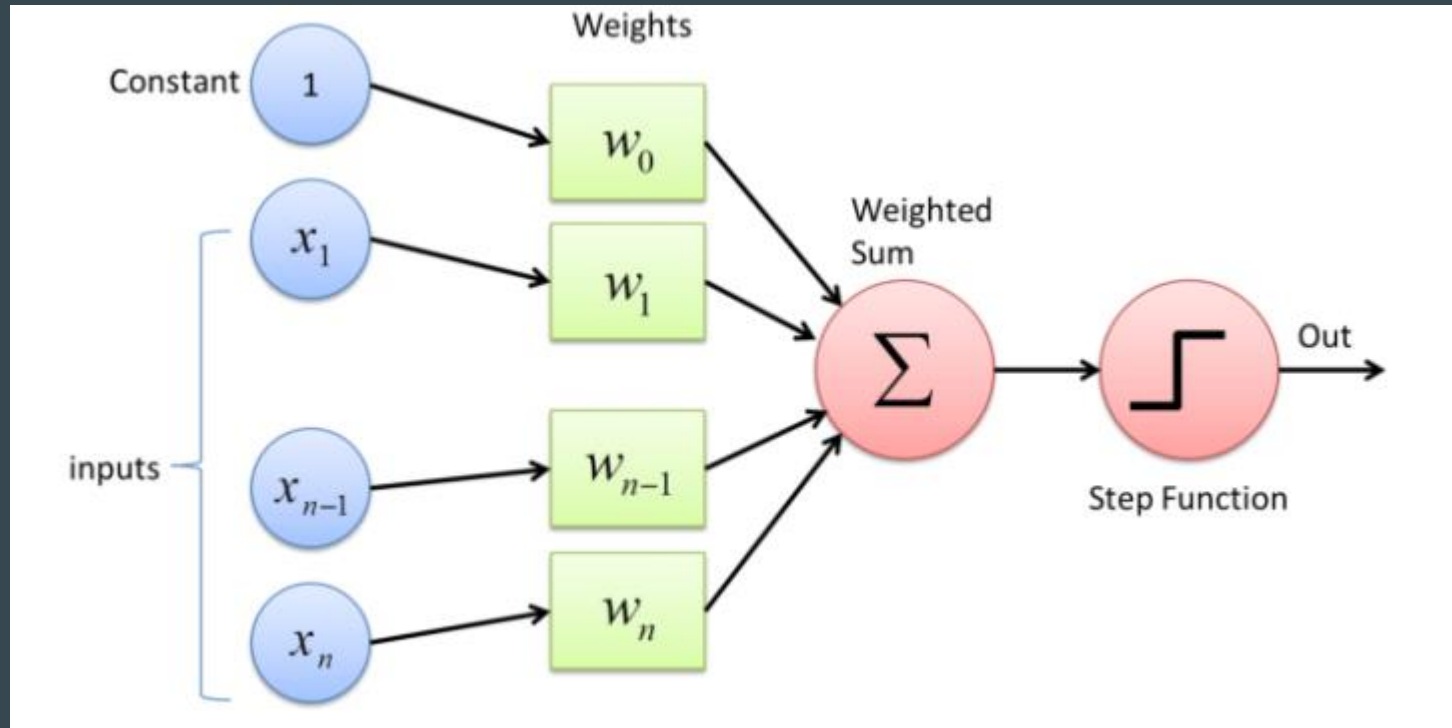 Weights
Constant
1
w₀
x₁
w₁
Weighted
Sum
Σ
Out
inputs
xₙ₋₁
wₙ₋₁
Step Function
xₙ
wₙ